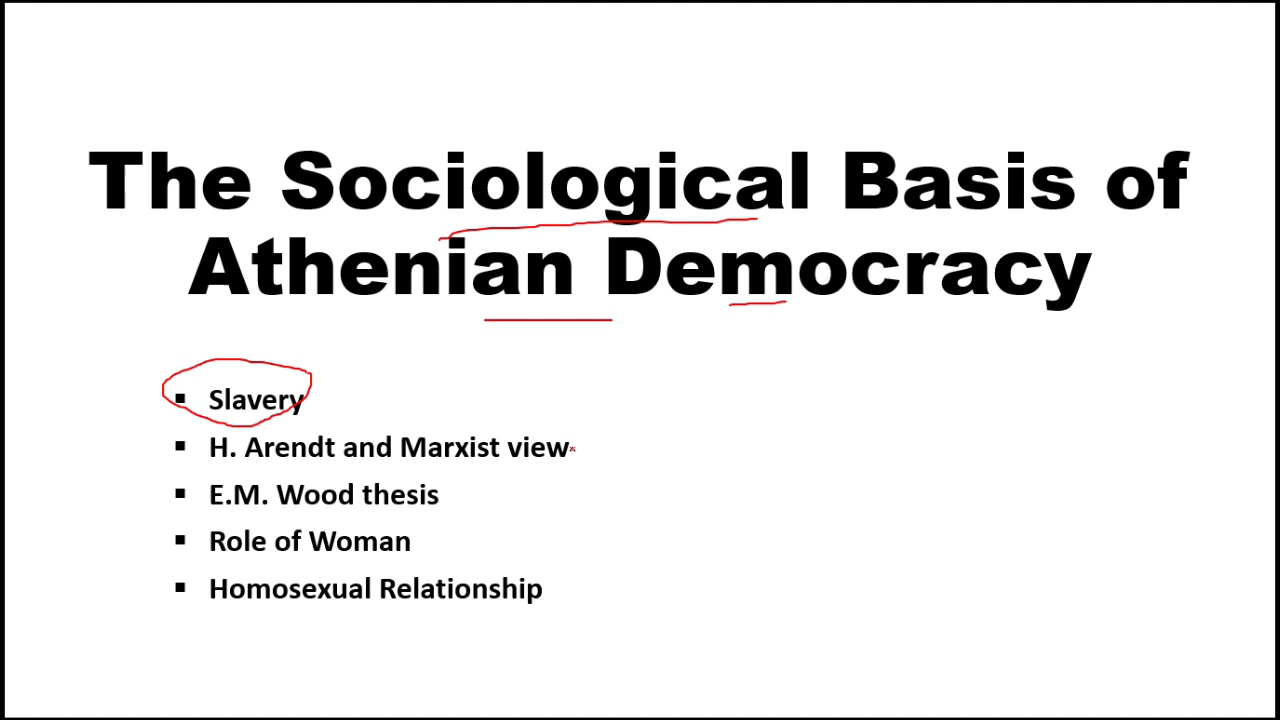 The Sociological Basis of
Athenian Democracy
▪ Slavery
▪ H. Arendt and Marxist view
▪ E.M. Wood thesis
▪ Role of Woman
▪ Homosexual Relationship